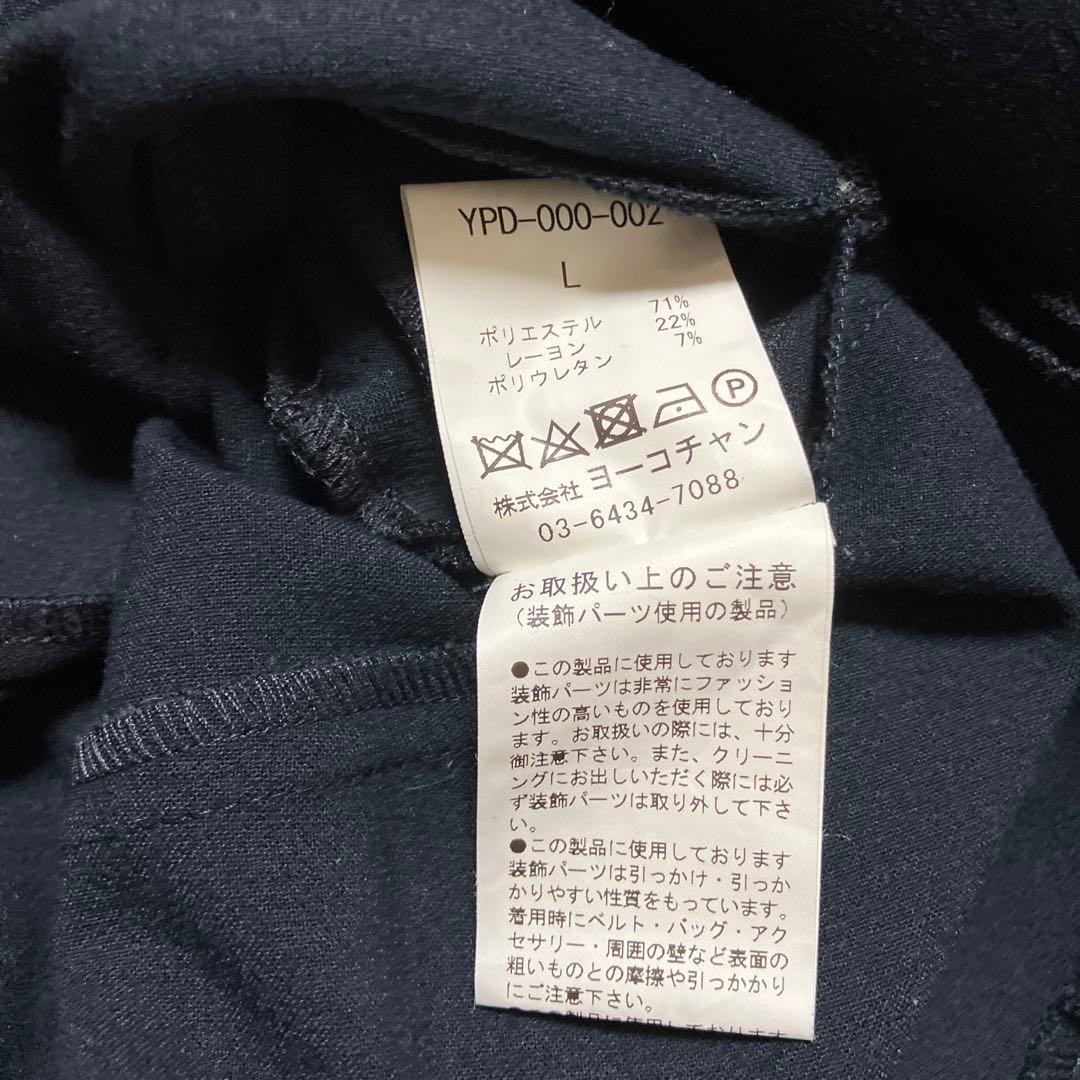 YPD-000-002
L
ポリエステル 71%
レーヨン 22%
ポリウレタン 7%
P
株式会社 ヨーコチャン
03-6434-7088
お取扱い上のご注意
(装飾パーツ使用の製品)
●この製品に使用しております
装飾パーツは非常にファッショ
ン性の高いものを使用しており
ます。お取扱いの際には、十分
御注意下さい。また、クリーニ
ングにお出しいただく際には必
ず装飾パーツは取り外して下さ
い。
●この製品に使用しております
装飾パーツは引っかけ・引っか
かりやすい性質をもっています。
着用時にベルト・バッグ・アク
セサリー・周囲の壁など表面の
粗いものとの摩擦や引っかかり
にご注意下さい。